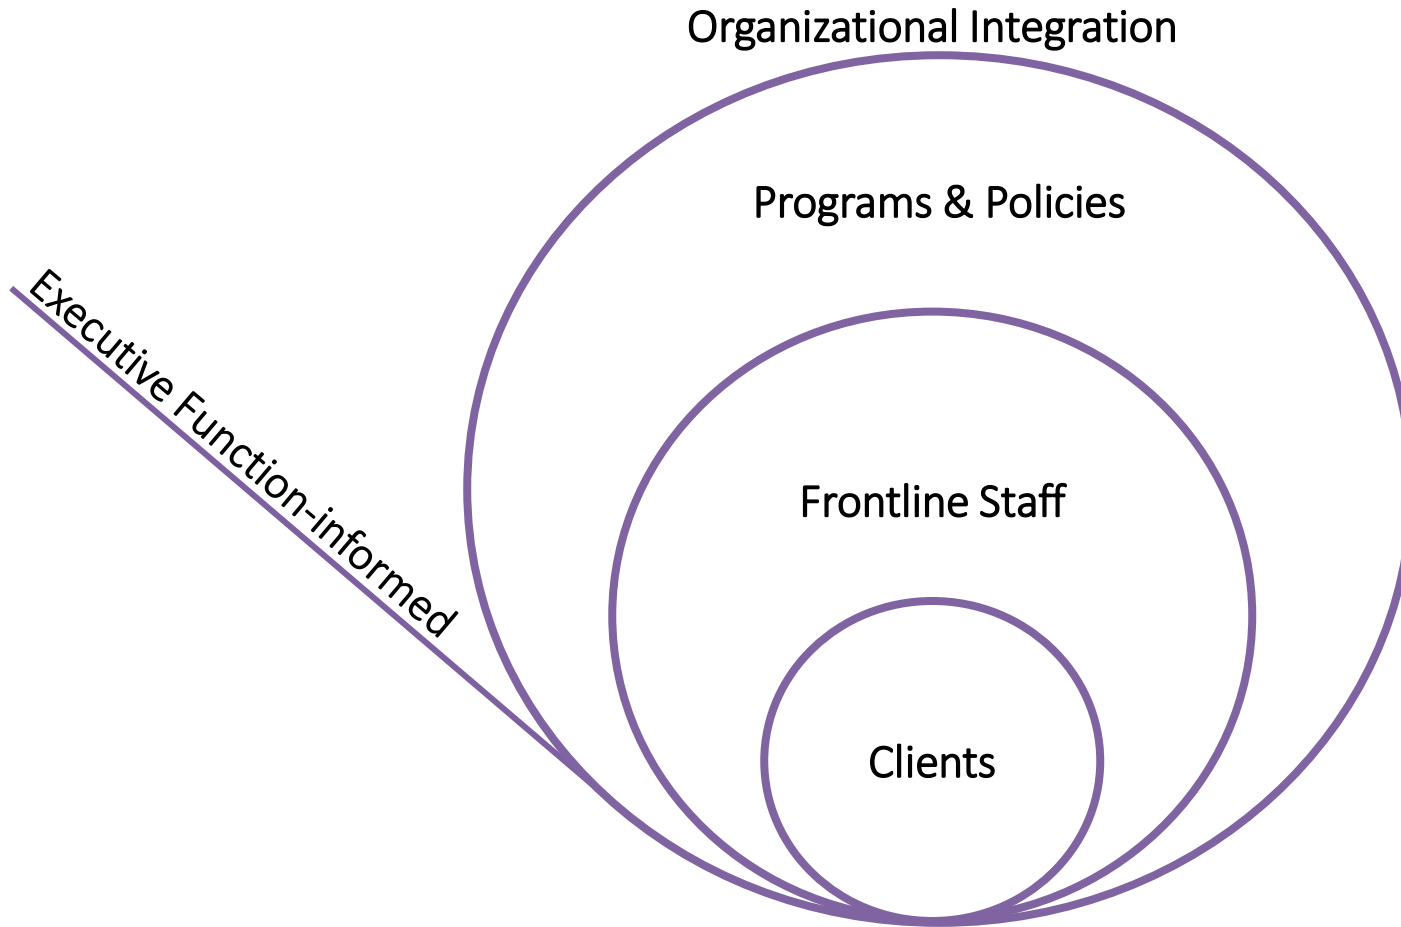 Organizational Integration
Programs & Policies
Executive Function-informed
Frontline Staff
Clients